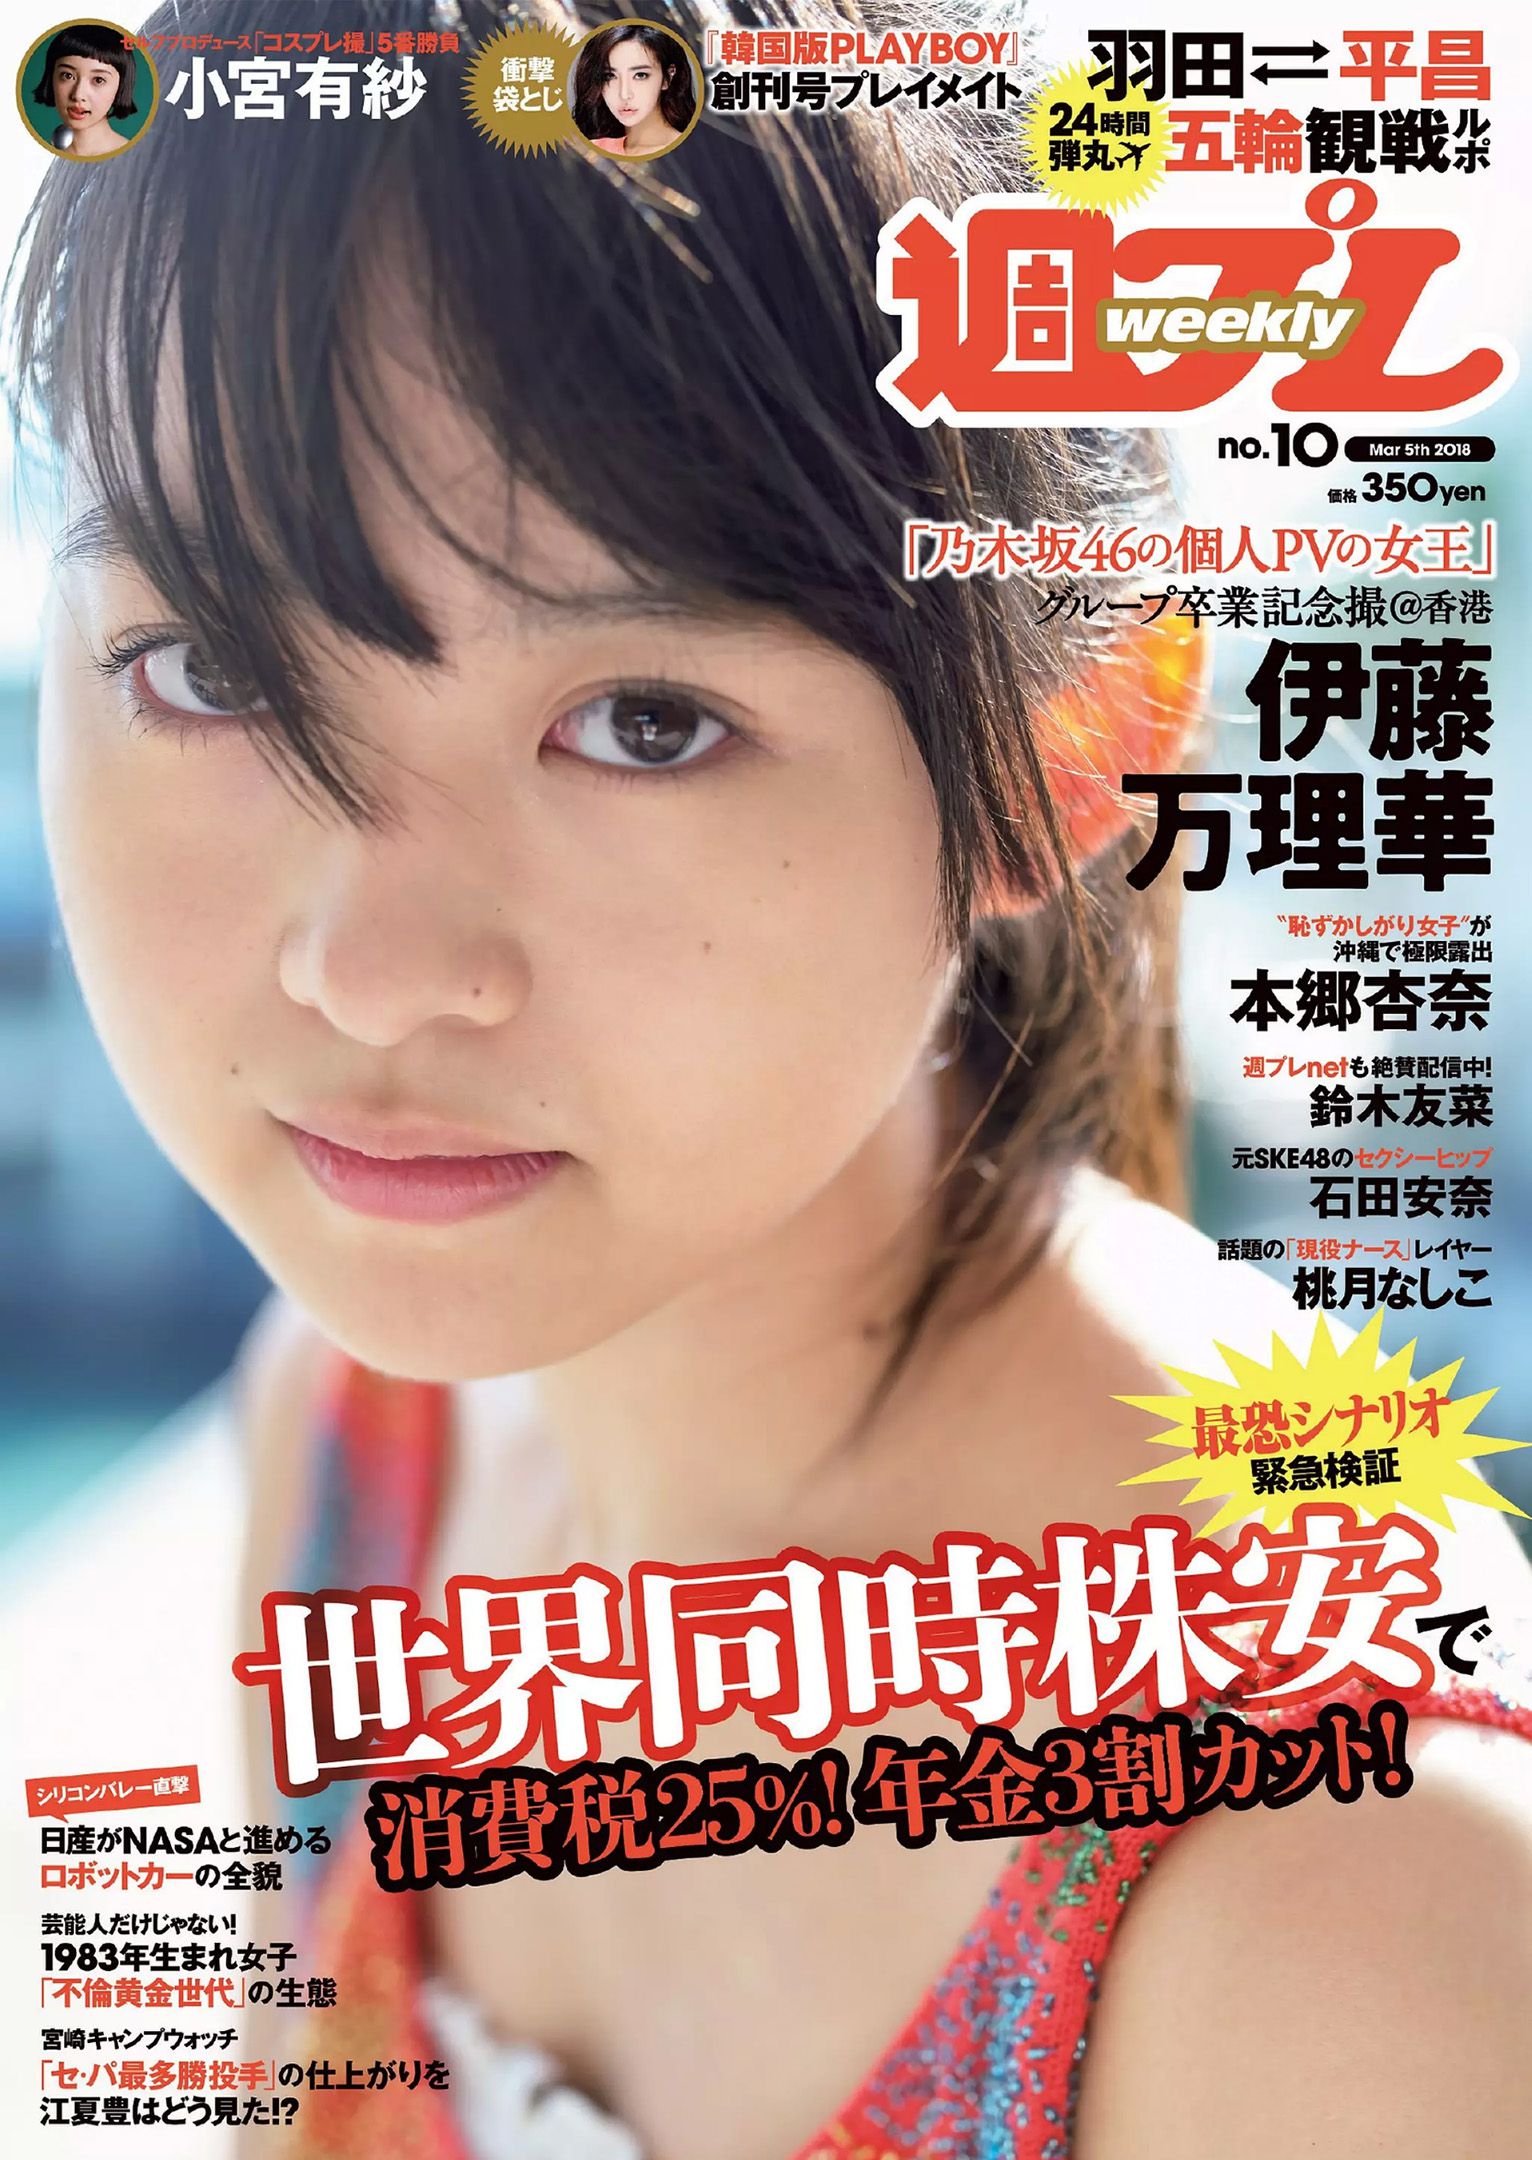 セルフプロデュース「コスプレ撮」5番勝負
小宮有紗
衝撃
袋とじ
『韓国版PLAYBOY』
創刊号プレイメイト
羽田⇄平昌
24時間
弾丸
五輪観戦ルポ
週プレ
weekly
no.10
Mar 5th 2018
価格 350yen
「乃木坂46の個人PVの女王」
グループ卒業記念撮@香港
伊藤
万理華
"恥ずかしがり女子"が
沖縄で極限露出
本郷杏奈
週プレnetも絶賛配信中!
鈴木友菜
元SKE48のセクシーヒップ
石田安奈
話題の「現役ナース」レイヤー
桃月なしこ
最恐シナリオ
緊急検証
世界同時株安で
消費税25%!年金3割カット!
シリコンバレー直撃
日産がNASAと進める
ロボットカーの全貌
芸能人だけじゃない!
1983年生まれ女子
「不倫黄金世代」の生態
宮崎キャンプウォッチ
「セ・パ最多勝投手」の仕上がりを
江夏豊はどう見た!?